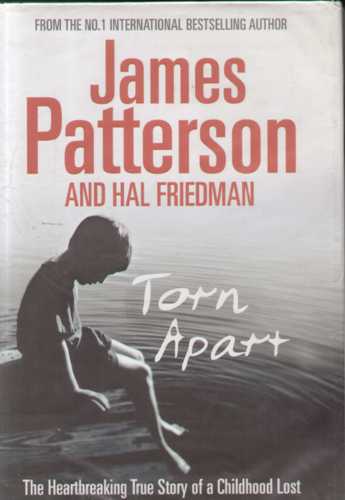 FROM THE NO.1 INTERNATIONAL BESTSELLING AUTHOR
James
Patterson
AND HAL FRIEDMAN
Torn
Apart
The Heartbreaking True Story of a Childhood Lost